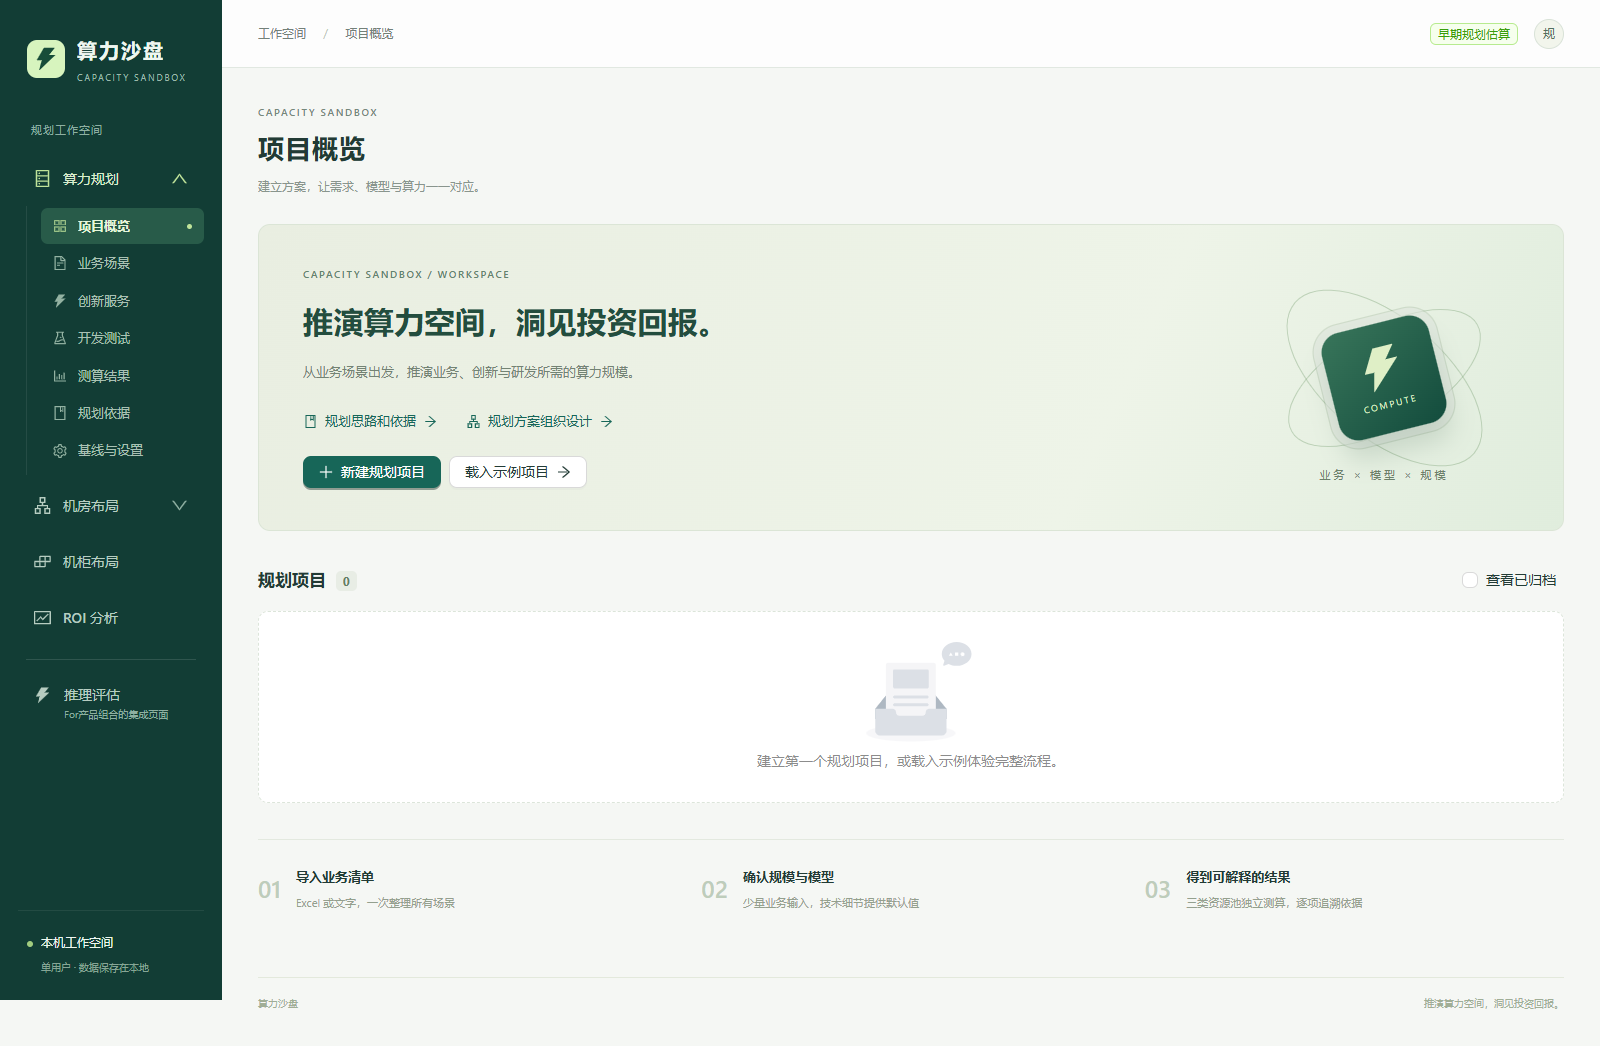 算力沙盘
CAPACITY SANDBOX
规划工作空间
算力规划
项目概览
业务场景
创新服务
开发测试
测算结果
规划依据
基线与设置
机房布局
机柜布局
ROI 分析
推理评估
For产品组合的集成页面
本机工作空间
单用户 · 数据保存在本地
工作空间 / 项目概览
早期规划估算
规
CAPACITY SANDBOX
项目概览
建立方案，让需求、模型与算力一一对应。
CAPACITY SANDBOX / WORKSPACE
推演算力空间，洞见投资回报。
从业务场景出发，推演业务、创新与研发所需的算力规模。
规划思路和依据 → 规划方案组织设计 →
+ 新建规划项目 载入示例项目 →
COMPUTE
业务 × 模型 × 规模
规划项目 0
查看已归档
建立第一个规划项目，或载入示例体验完整流程。
01 导入业务清单
Excel 或文字，一次整理所有场景
02 确认规模与模型
少量业务输入，技术细节提供默认值
03 得到可解释的结果
三类资源池独立测算，逐项追溯依据
算力沙盘
推演算力空间，洞见投资回报。